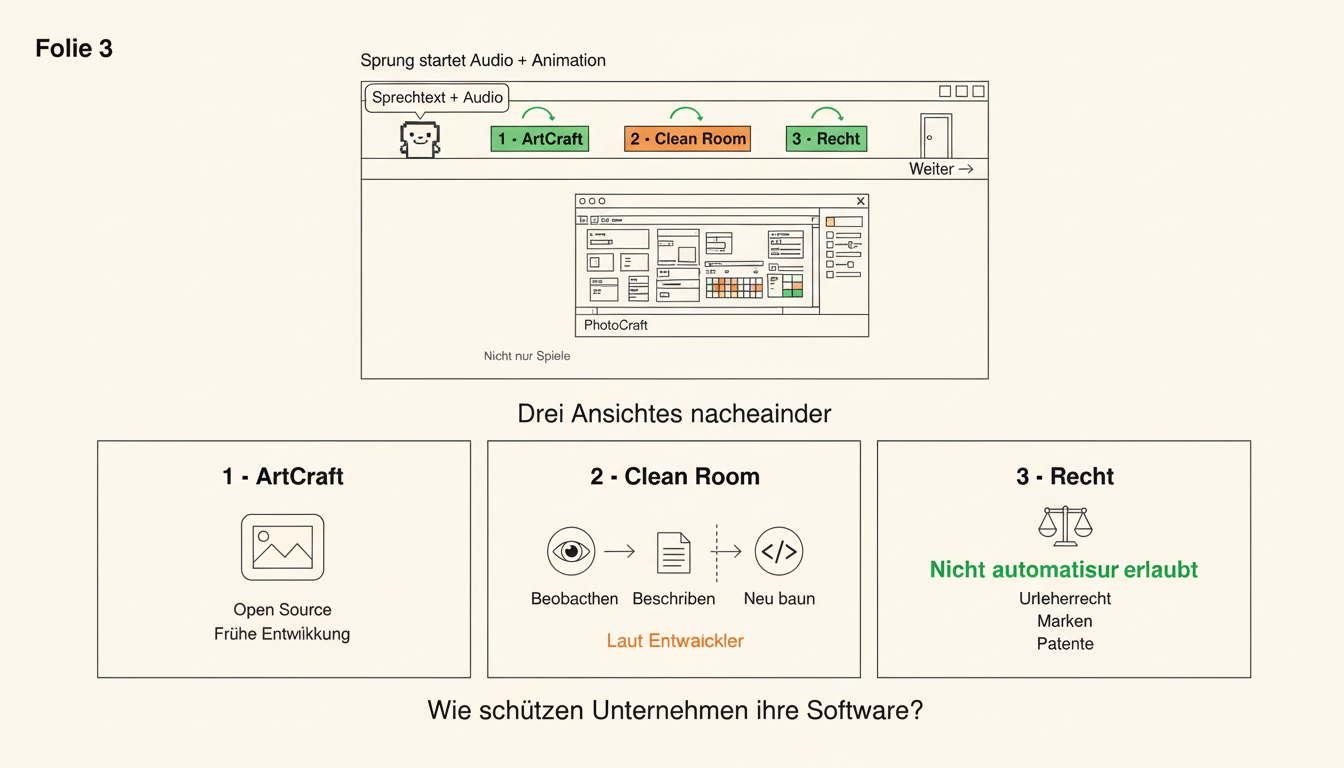 Folie 3
Sprung startet Audio + Animation
Sprechtext + Audio
1 - ArtCraft
2 - Clean Room
3 - Recht
Weiter →
X
PhotoCraft
Nicht nur Spiele
Drei Ansichtes nacheainder
1 - ArtCraft
Open Source
Frühe Entwikkung
2 - Clean Room
</>
Beobacthen Beschriben Neu baun
Laut Entwaickler
3 - Recht
Nicht automatisur erlaubt
Urleherrecht
Marken
Patente
Wie schützen Unternehmen ihre Software?